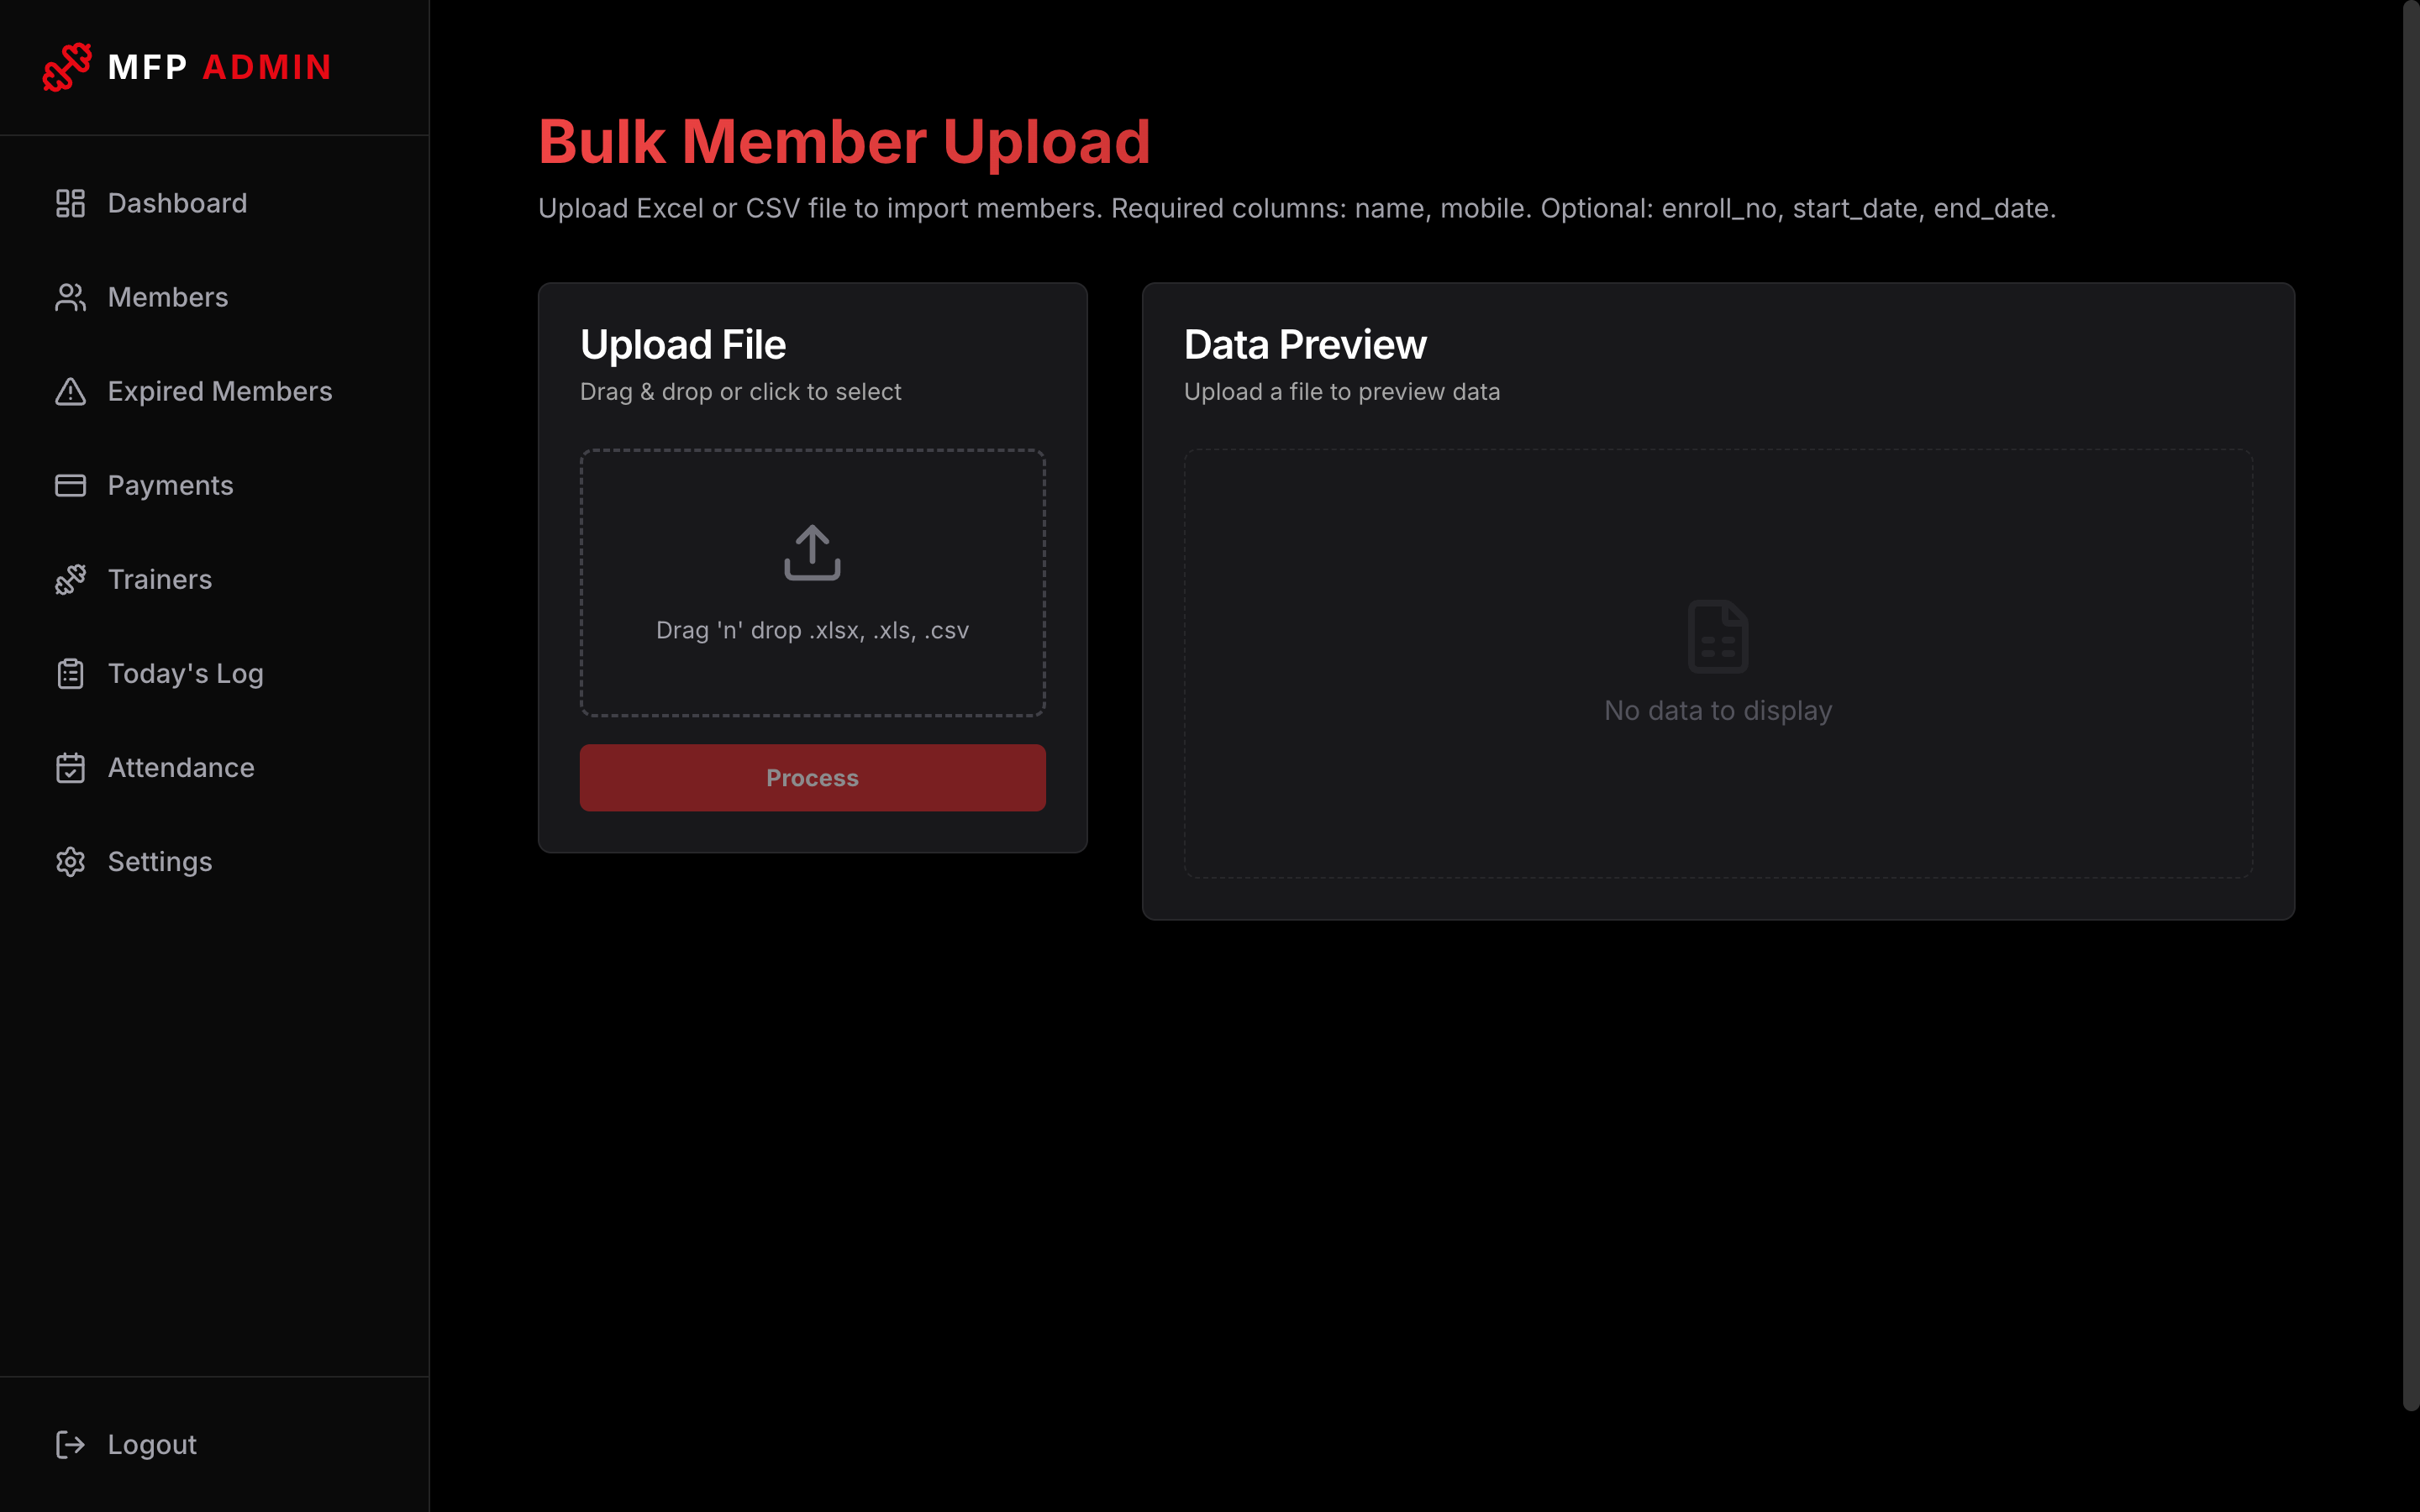 MFP ADMIN
Dashboard
Members
Expired Members
Payments
Trainers
Today's Log
Attendance
Settings
Logout
Bulk Member Upload
Upload Excel or CSV file to import members. Required columns: name, mobile. Optional: enroll_no, start_date, end_date.
Upload File
Drag & drop or click to select
Drag 'n' drop .xlsx, .xls, .csv
Process
Data Preview
Upload a file to preview data
No data to display